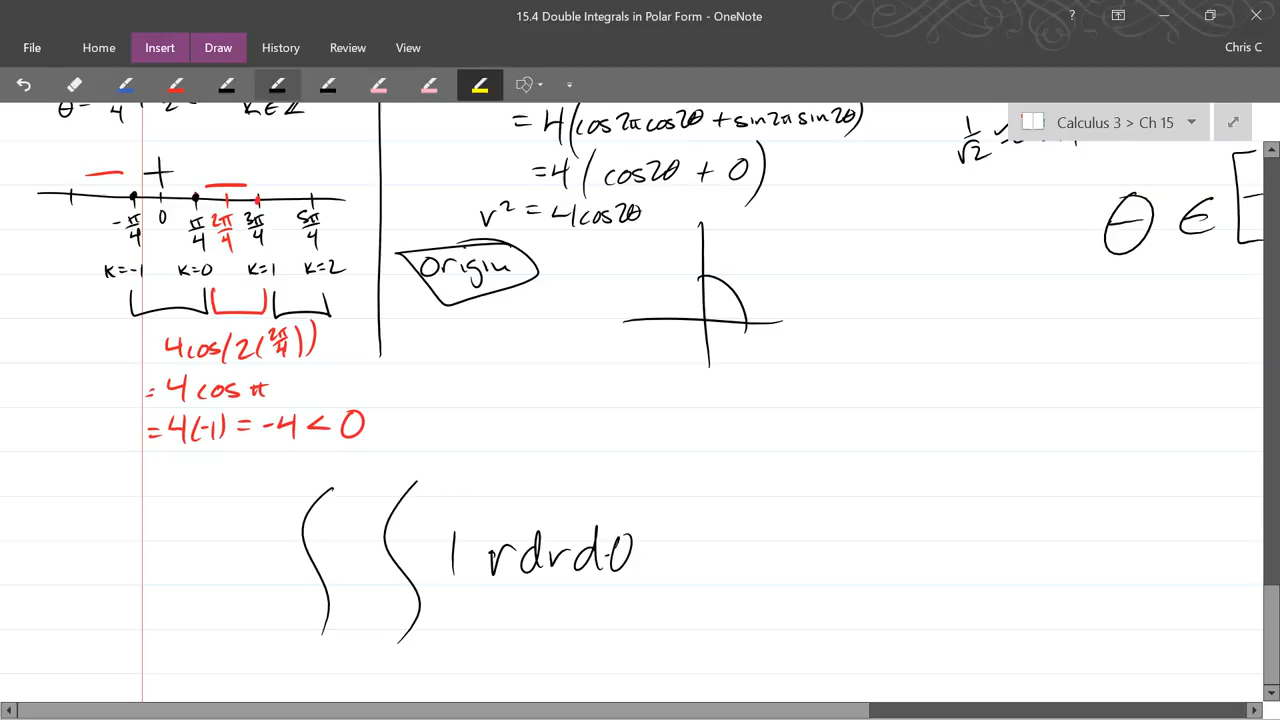 15.4 Double Integrals in Polar Form - OneNote
File Home Insert Draw History Review View Chris C
Calculus 3 > Ch 15
-π/4 0 π/4 2π/4 3π/4 5π/4
k=-1 k=0 k=1 k=2
4cos(2(2π/4))
= 4 cos π
= 4(-1) = -4 < 0
= 4(cos2π cos2θ + sin2π sin2θ)
= 4(cos2θ + 0)
r² = 4cos2θ
origin
1/√2
θ ∈ [
∫ ∫ 1 r dr dθ